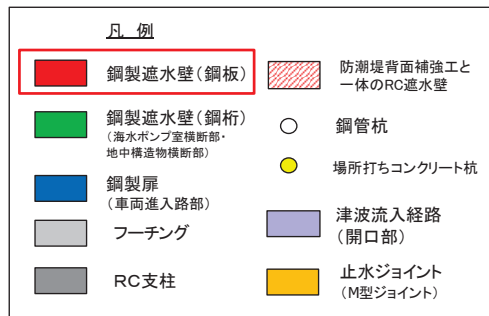 凡 例
鋼製遮水壁(鋼板)
鋼製遮水壁(鋼桁)
(海水ポンプ室横断部・
地中構造物横断部)
鋼製扉
(車両進入路部)
フーチング
RC支柱
防潮堤背面補強工と
一体のRC遮水壁
鋼管杭
場所打ちコンクリート杭
津波流入経路
(開口部)
止水ジョイント
(M型ジョイント)